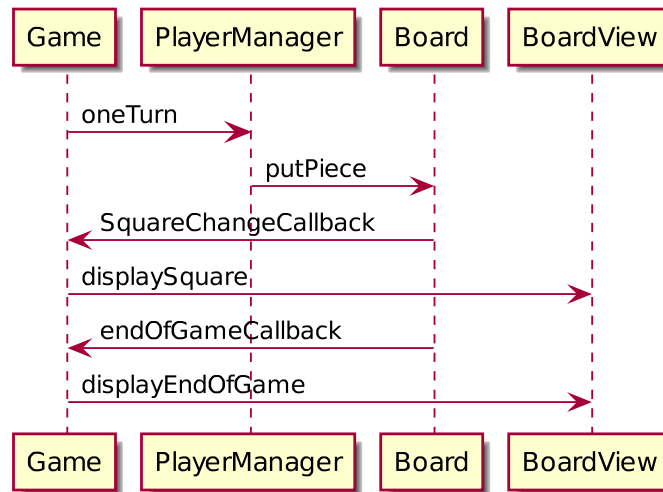 Game PlayerManager Board BoardView
oneTurn
putPiece
SquareChangeCallback
displaySquare
endOfGameCallback
displayEndOfGame
Game PlayerManager Board BoardView